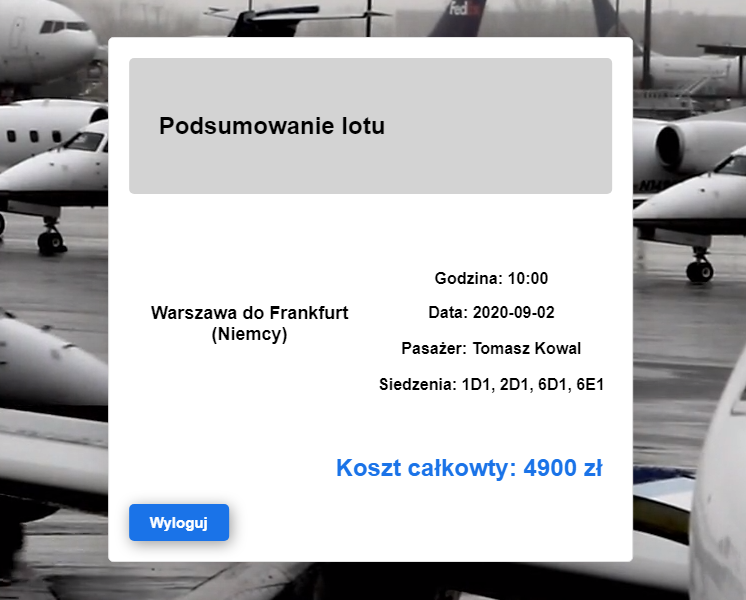 FedEx
Podsumowanie lotu
Godzina: 10:00
Warszawa do Frankfurt
(Niemcy)
Data: 2020-09-02
Pasażer: Tomasz Kowal
Siedzenia: 1D1, 2D1, 6D1, 6E1
Koszt całkowty: 4900 zł
Wyloguj